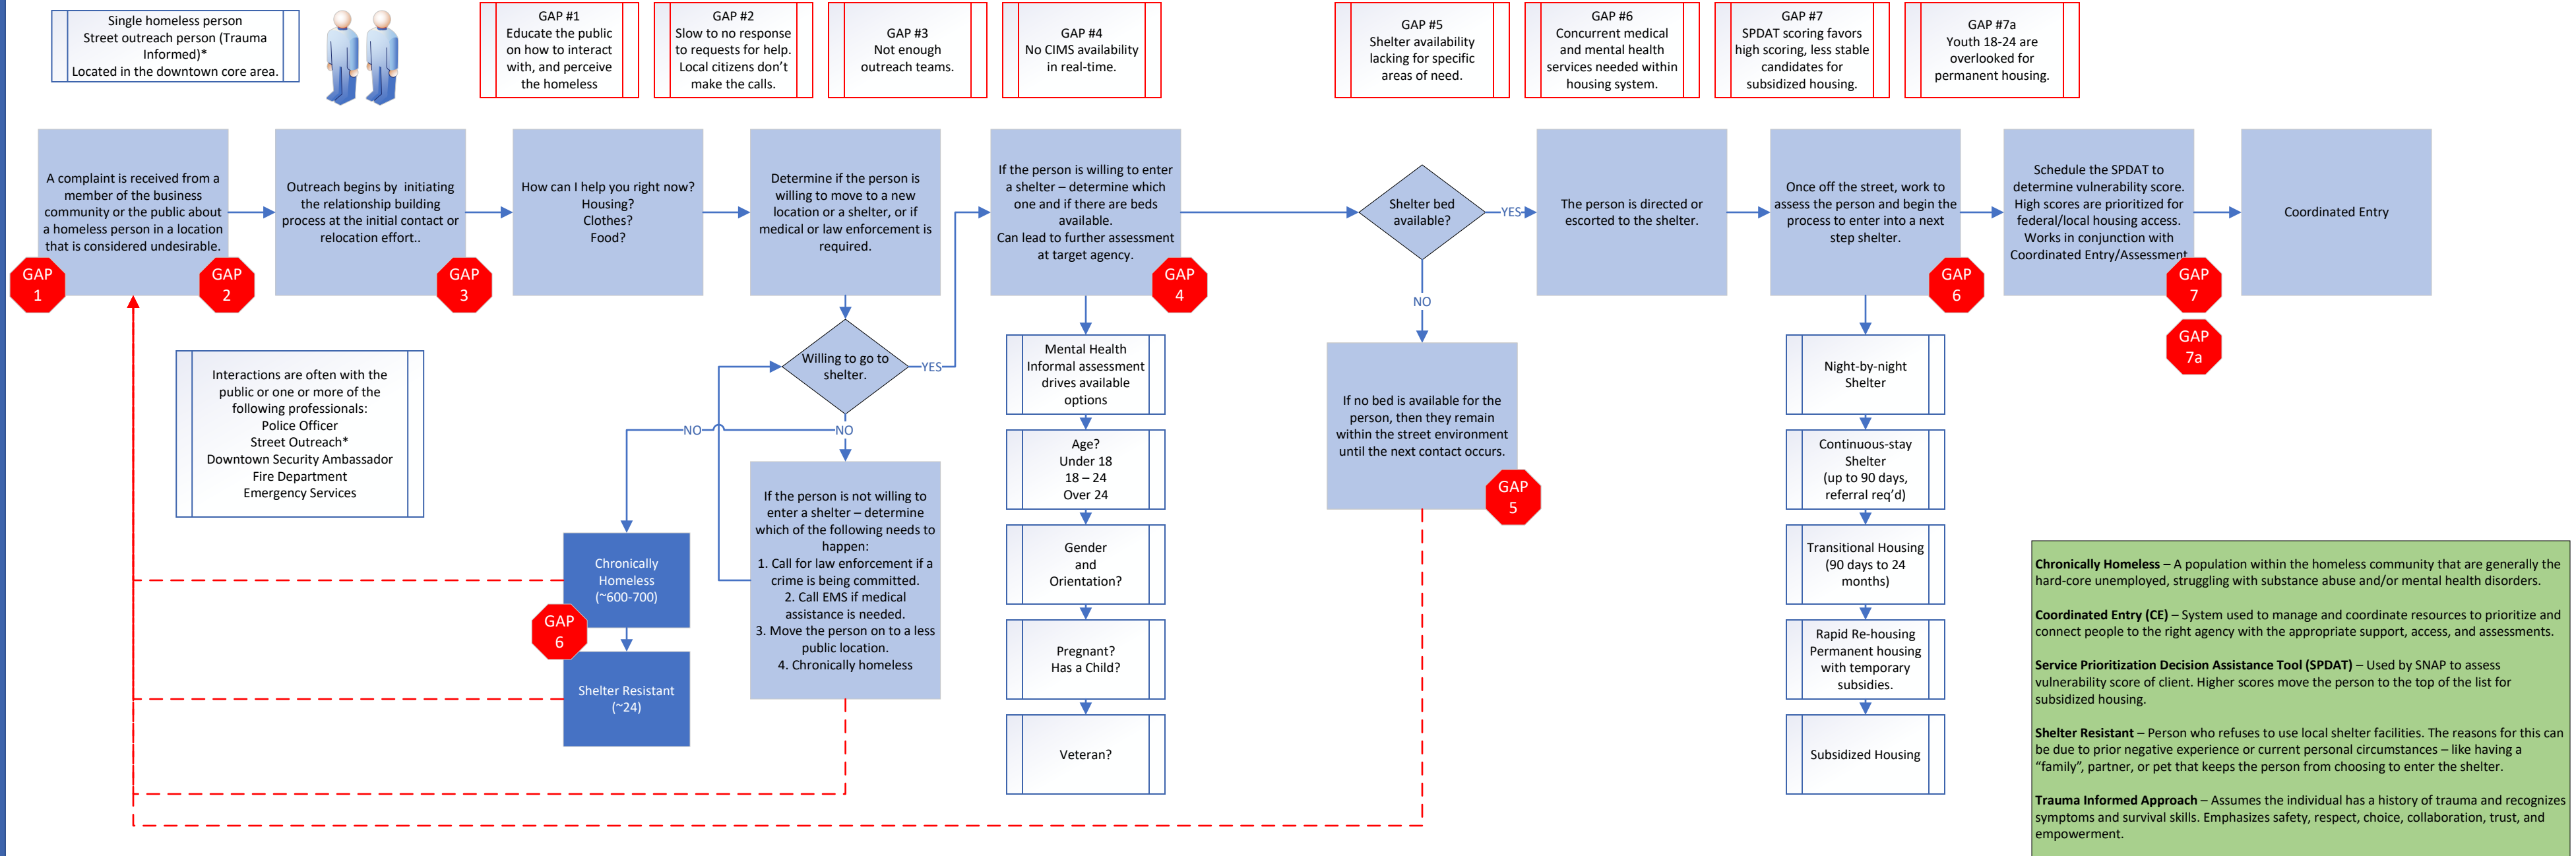 Single homeless person
Street outreach person (Trauma
Informed)*
Located in the downtown core area.
GAP #1
Educate the public
on how to interact
with, and perceive
the homeless
GAP #2
Slow to no response
to requests for help.
Local citizens don’t
make the calls.
GAP #3
Not enough
outreach teams.
GAP #4
No CIMS availability
in real-time.
GAP #5
Shelter availability
lacking for specific
areas of need.
GAP #6
Concurrent medical
and mental health
services needed within
housing system.
GAP #7
SPDAT scoring favors
high scoring, less stable
candidates for
subsidized housing.
GAP #7a
Youth 18-24 are
overlooked for
permanent housing.
A complaint is received from a
member of the business
community or the public about
a homeless person in a location
that is considered undesirable.
GAP
1
GAP
2
Outreach begins by  initiating
the relationship building
process at the initial contact or
relocation effort..
GAP
3
How can I help you right now?
Housing?
Clothes?
Food?
Determine if the person is
willing to move to a new
location or a shelter, or if
medical or law enforcement is
required.
If the person is willing to enter
a shelter – determine which
one and if there are beds
available.
Can lead to further assessment
at target agency.
GAP
4
Shelter bed
available?
YES
NO
The person is directed or
escorted to the shelter.
Once off the street, work to
assess the person and begin the
process to enter into a next
step shelter.
GAP
6
Schedule the SPDAT to
determine vulnerability score.
High scores are prioritized for
federal/local housing access.
Works in conjunction with
Coordinated Entry/Assessment
GAP
7
GAP
7a
Coordinated Entry
Interactions are often with the
public or one or more of the
following professionals:
Police Officer
Street Outreach*
Downtown Security Ambassador
Fire Department
Emergency Services
Willing to go to
shelter.
YES
NO
NO
Chronically
Homeless
(~600-700)
GAP
6
Shelter Resistant
(~24)
If the person is not willing to
enter a shelter – determine
which of the following needs to
happen:
1. Call for law enforcement if a
crime is being committed.
2. Call EMS if medical
assistance is needed.
3. Move the person on to a less
public location.
4. Chronically homeless
Mental Health
Informal assessment
drives available
options
Age?
Under 18
18 – 24
Over 24
Gender
and
Orientation?
Pregnant?
Has a Child?
Veteran?
If no bed is available for the
person, then they remain
within the street environment
until the next contact occurs.
GAP
5
Night-by-night
Shelter
Continuous-stay
Shelter
(up to 90 days,
referral req’d)
Transitional Housing
(90 days to 24
months)
Rapid Re-housing
Permanent housing
with temporary
subsidies.
Subsidized Housing
Chronically Homeless – A population within the homeless community that are generally the
hard-core unemployed, struggling with substance abuse and/or mental health disorders.
Coordinated Entry (CE) – System used to manage and coordinate resources to prioritize and
connect people to the right agency with the appropriate support, access, and assessments.
Service Prioritization Decision Assistance Tool (SPDAT) – Used by SNAP to assess
vulnerability score of client. Higher scores move the person to the top of the list for
subsidized housing.
Shelter Resistant – Person who refuses to use local shelter facilities. The reasons for this can
be due to prior negative experience or current personal circumstances – like having a
“family”, partner, or pet that keeps the person from choosing to enter the shelter.
Trauma Informed Approach – Assumes the individual has a history of trauma and recognizes
symptoms and survival skills. Emphasizes safety, respect, choice, collaboration, trust, and
empowerment.